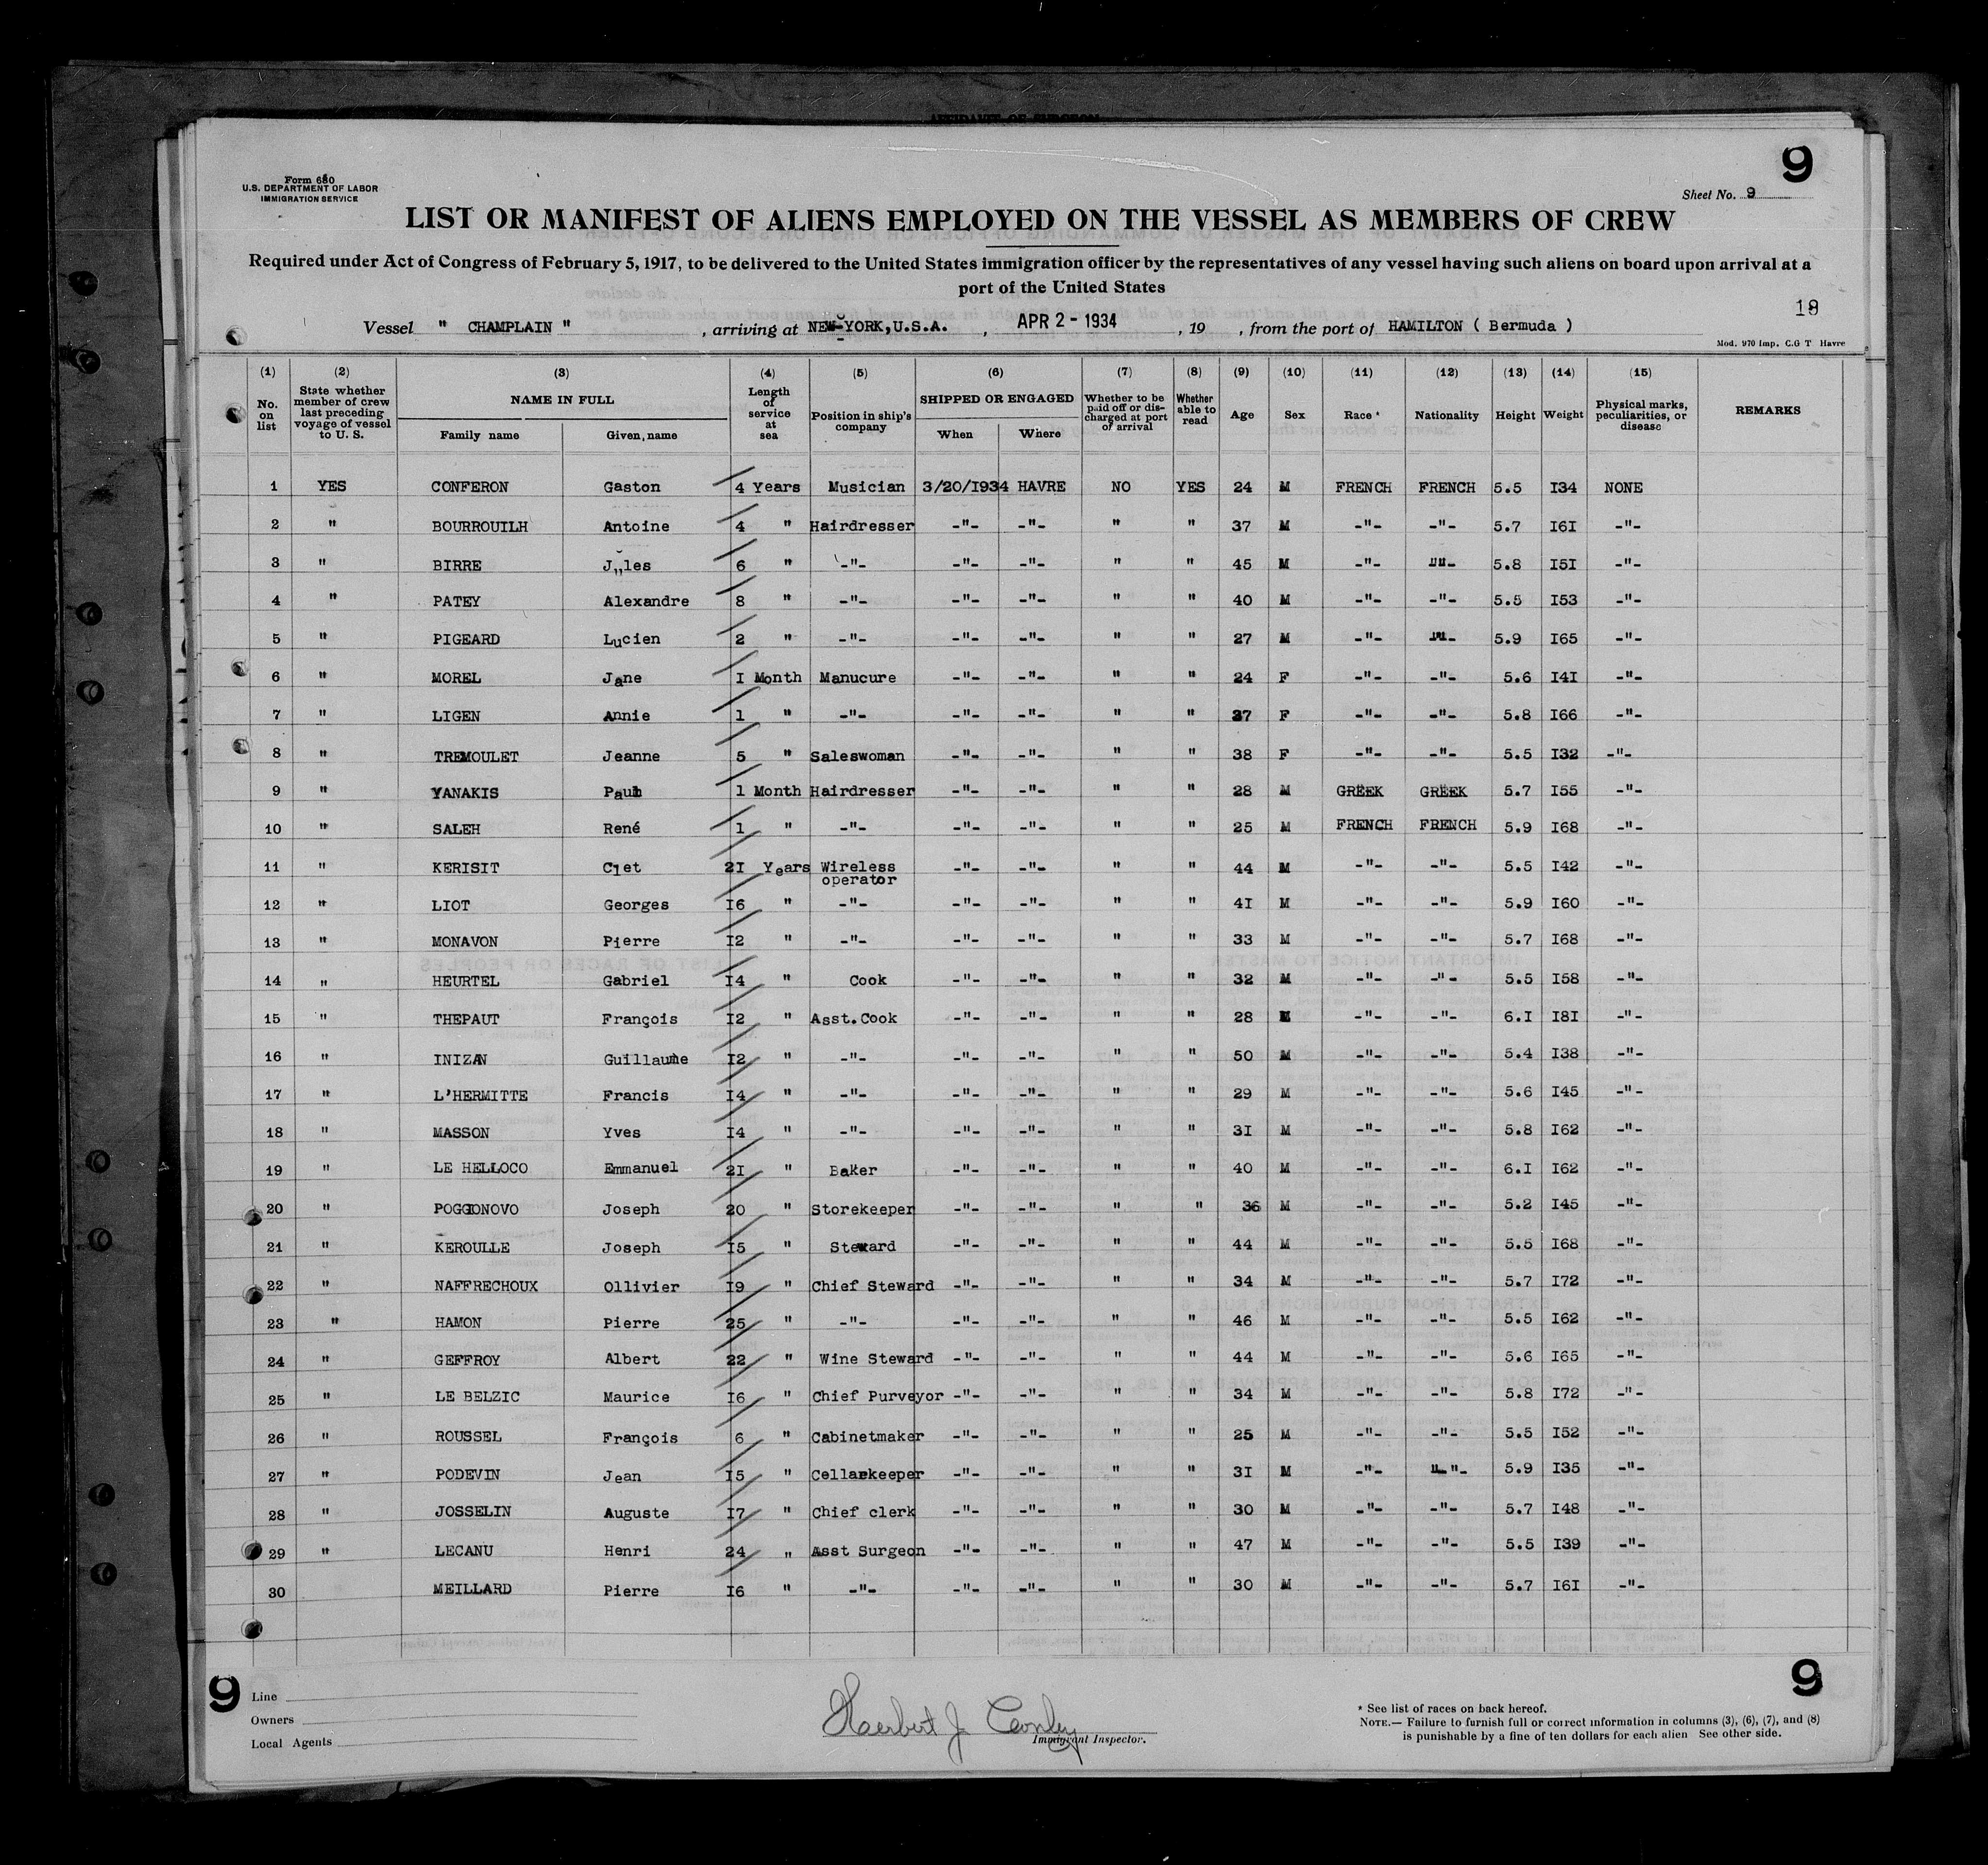 AFFIDAVIT OF SURGEON
9
Form 680
U.S. DEPARTMENT OF LABOR
IMMIGRATION SERVICE
Sheet No. 9
LIST OR MANIFEST OF ALIENS EMPLOYED ON THE VESSEL AS MEMBERS OF CREW
Required under Act of Congress of February 5, 1917, to be delivered to the United States immigration officer by the representatives of any vessel having such aliens on board upon arrival at a
port of the United States
19
Vessel " CHAMPLAIN " , arriving at NEW-YORK,U.S.A. , APR 2 - 1934 , 19 , from the port of HAMILTON ( Bermuda )
Mod. 970 Imp. C.G T Havre
(1) (2) (3) (4) (5) (6) (7) (8) (9) (10) (11) (12) (13) (14) (15)
No. on list State whether member of crew last preceding voyage of vessel to U. S. NAME IN FULL Family name Given name Length of service at sea Position in ship's company SHIPPED OR ENGAGED When Where Whether to be paid off or discharged at port of arrival Whether able to read Age Sex Race * Nationality Height Weight Physical marks, peculiarities, or disease REMARKS
1 YES CONFERON Gaston 4 Years Musician 3/20/1934 HAVRE NO YES 24 M FRENCH FRENCH 5.5 I34 NONE
2 " BOURROUILH Antoine 4 " Hairdresser -"- -"- " " 37 M -"- -"- 5.7 I6I -"-
3 " BIRRE Jules 6 " -"- -"- -"- " " 45 M -"- -"- 5.8 I5I -"-
4 " PATEY Alexandre 8 " -"- -"- -"- " " 40 M -"- -"- 5.5 I53 -"-
5 " PIGEARD Lucien 2 " -"- -"- -"- " " 27 M -"- -"- 5.9 I65 -"-
6 " MOREL Jane I Month Manucure -"- -"- " " 24 F -"- -"- 5.6 I4I -"-
7 " LIGEN Annie 1 " -"- -"- -"- " " 37 F -"- -"- 5.8 I66 -"-
8 " TREMOULET Jeanne 5 " Saleswoman -"- -"- " " 38 F -"- -"- 5.5 I32 -"-
9 " YANAKIS Paul 1 Month Hairdresser -"- -"- " " 28 M GREEK GREEK 5.7 I55 -"-
10 " SALEH René 1 " -"- -"- -"- " " 25 M FRENCH FRENCH 5.9 I68 -"-
11 " KERISIT Clet 2I Years Wireless operator -"- -"- " " 44 M -"- -"- 5.5 I42 -"-
12 " LIOT Georges I6 " -"- -"- -"- " " 4I M -"- -"- 5.9 I60 -"-
13 " MONAVON Pierre I2 " -"- -"- -"- " " 33 M -"- -"- 5.7 I68 -"-
14 " HEURTEL Gabriel I4 " Cook -"- -"- " " 32 M -"- -"- 5.5 I58 -"-
15 " THEPAUT François I2 " Asst.Cook -"- -"- " " 28 M -"- -"- 6.I I8I -"-
16 " INIZAN Guillaume I2 " -"- -"- -"- " " 50 M -"- -"- 5.4 I38 -"-
17 " L'HERMITTE Francis I4 " -"- -"- -"- " " 29 M -"- -"- 5.6 I45 -"-
18 " MASSON Yves I4 " -"- -"- -"- " " 3I M -"- -"- 5.8 I62 -"-
19 " LE HELLOCO Emmanuel 2I " Baker -"- -"- " " 40 M -"- -"- 6.I I62 -"-
20 " POGGIONOVO Joseph 20 " Storekeeper -"- -"- " " 36 M -"- -"- 5.2 I45 -"-
21 " KEROULLE Joseph I5 " Steward -"- -"- " " 44 M -"- -"- 5.5 I68 -"-
22 " NAFFRECHOUX Ollivier I9 " Chief Steward -"- -"- " " 34 M -"- -"- 5.7 I72 -"-
23 " HAMON Pierre 25 " -"- -"- -"- " " 46 M -"- -"- 5.5 I62 -"-
24 " GEFFROY Albert 22 " Wine Steward -"- -"- " " 44 M -"- -"- 5.6 I65 -"-
25 " LE BELZIC Maurice I6 " Chief Purveyor -"- -"- " " 34 M -"- -"- 5.8 I72 -"-
26 " ROUSSEL François 6 " Cabinetmaker -"- -"- " " 25 M -"- -"- 5.5 I52 -"-
27 " PODEVIN Jean I5 " Cellarkeeper -"- -"- " " 3I M -"- -"- 5.9 I35 -"-
28 " JOSSELIN Auguste I7 " Chief clerk -"- -"- " " 30 M -"- -"- 5.7 I48 -"-
29 " LECANU Henri 24 " Asst Surgeon -"- -"- " " 47 M -"- -"- 5.5 I39 -"-
30 MEILLARD Pierre I6 " -"- -"- -"- " " 30 M -"- -"- 5.7 I6I -"-
9
9
Line
Owners
Local Agents
Herbert J. Conley
Immigrant Inspector.
* See list of races on back hereof.
NOTE.— Failure to furnish full or correct information in columns (3), (6), (7), and (8)
is punishable by a fine of ten dollars for each alien See other side.